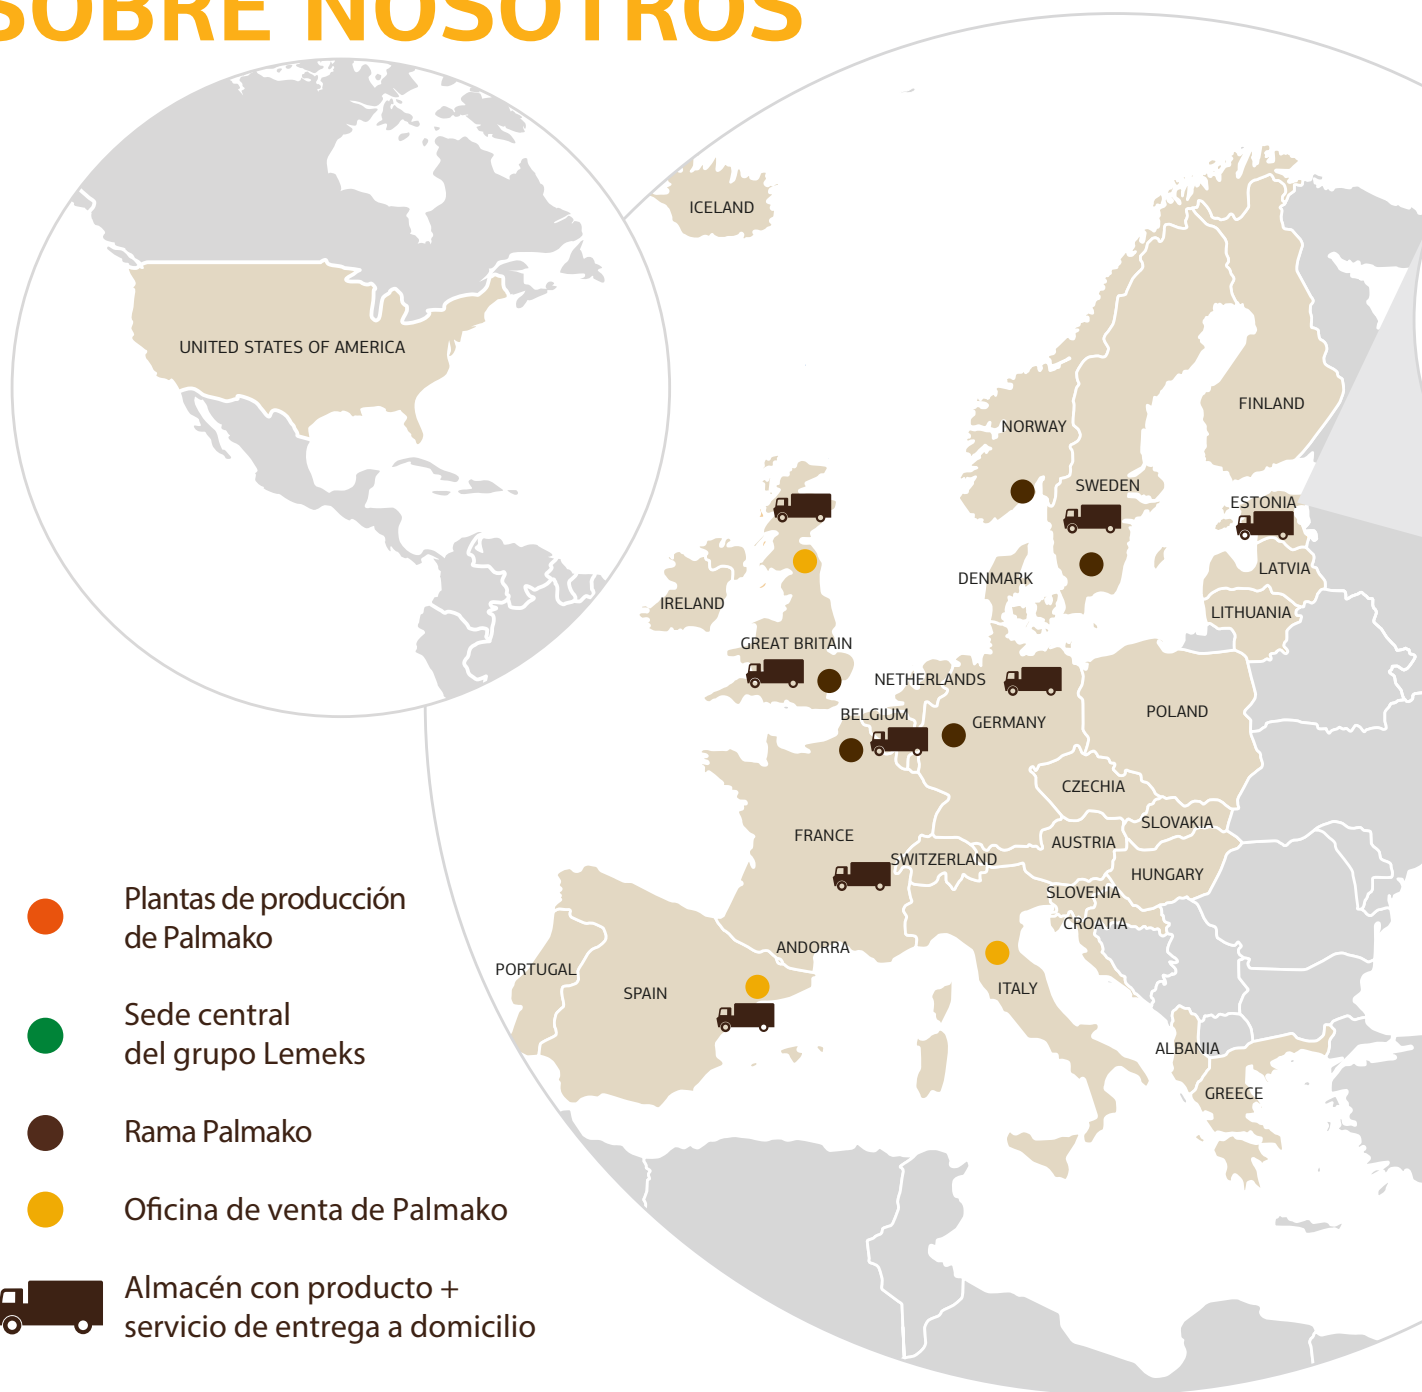 SOBRE NOSOTROS
ICELAND
UNITED STATES OF AMERICA
FINLAND
NORWAY
SWEDEN
ESTONIA
LATVIA
DENMARK
IRELAND
LITHUANIA
GREAT BRITAIN
NETHERLANDS
BELGIUM
GERMANY
POLAND
CZECHIA
SLOVAKIA
FRANCE
AUSTRIA
SWITZERLAND
HUNGARY
SLOVENIA
CROATIA
ANDORRA
PORTUGAL
SPAIN
ITALY
ALBANIA
GREECE
Plantas de producción
de Palmako
Sede central
del grupo Lemeks
Rama Palmako
Oficina de venta de Palmako
Almacén con producto +
servicio de entrega a domicilio